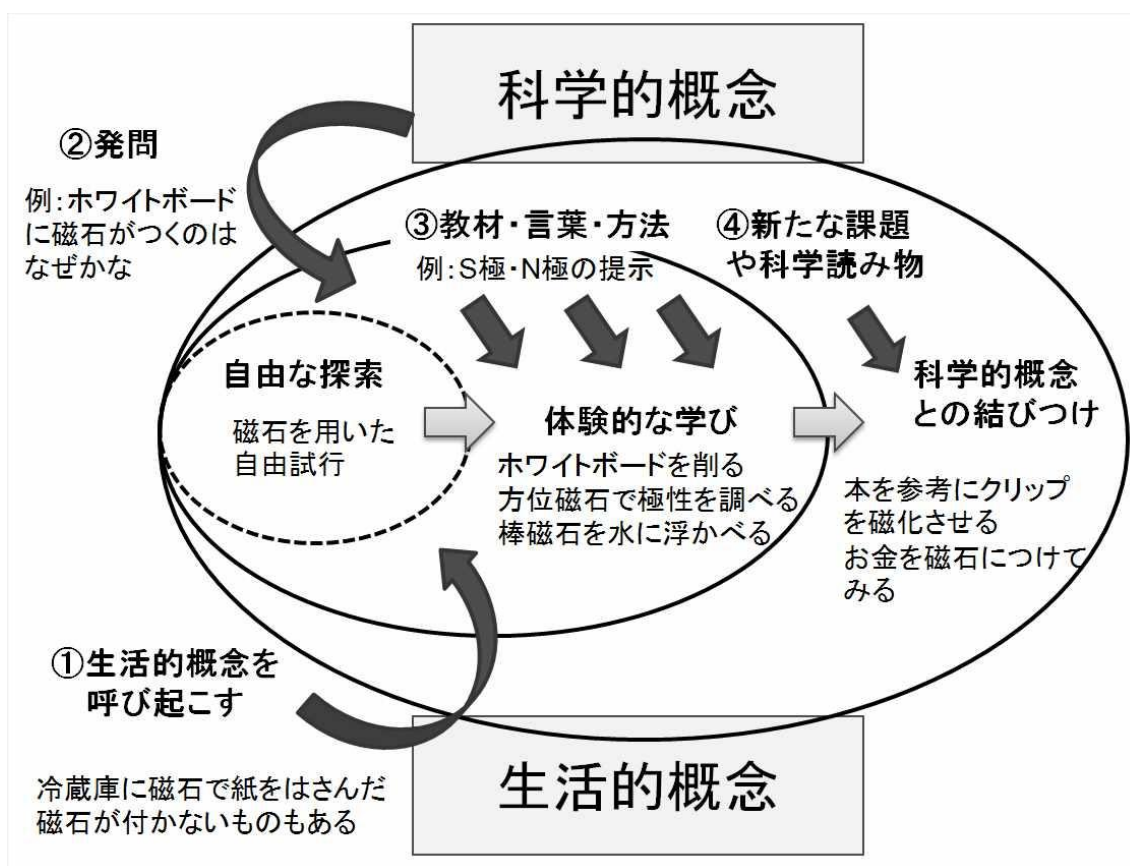 科学的概念
②発問
例：ホワイトボード
に磁石がつくのは
なぜかな
③教材・言葉・方法
例：S極・N極の提示
④新たな課題
や科学読み物
自由な探索
磁石を用いた
自由試行
体験的な学び
ホワイトボードを削る
方位磁石で極性を調べる
棒磁石を水に浮かべる
科学的概念
との結びつけ
本を参考にクリップ
を磁化させる
お金を磁石につけて
みる
①生活的概念を
呼び起こす
冷蔵庫に磁石で紙をはさんだ
磁石が付かないものもある
生活的概念